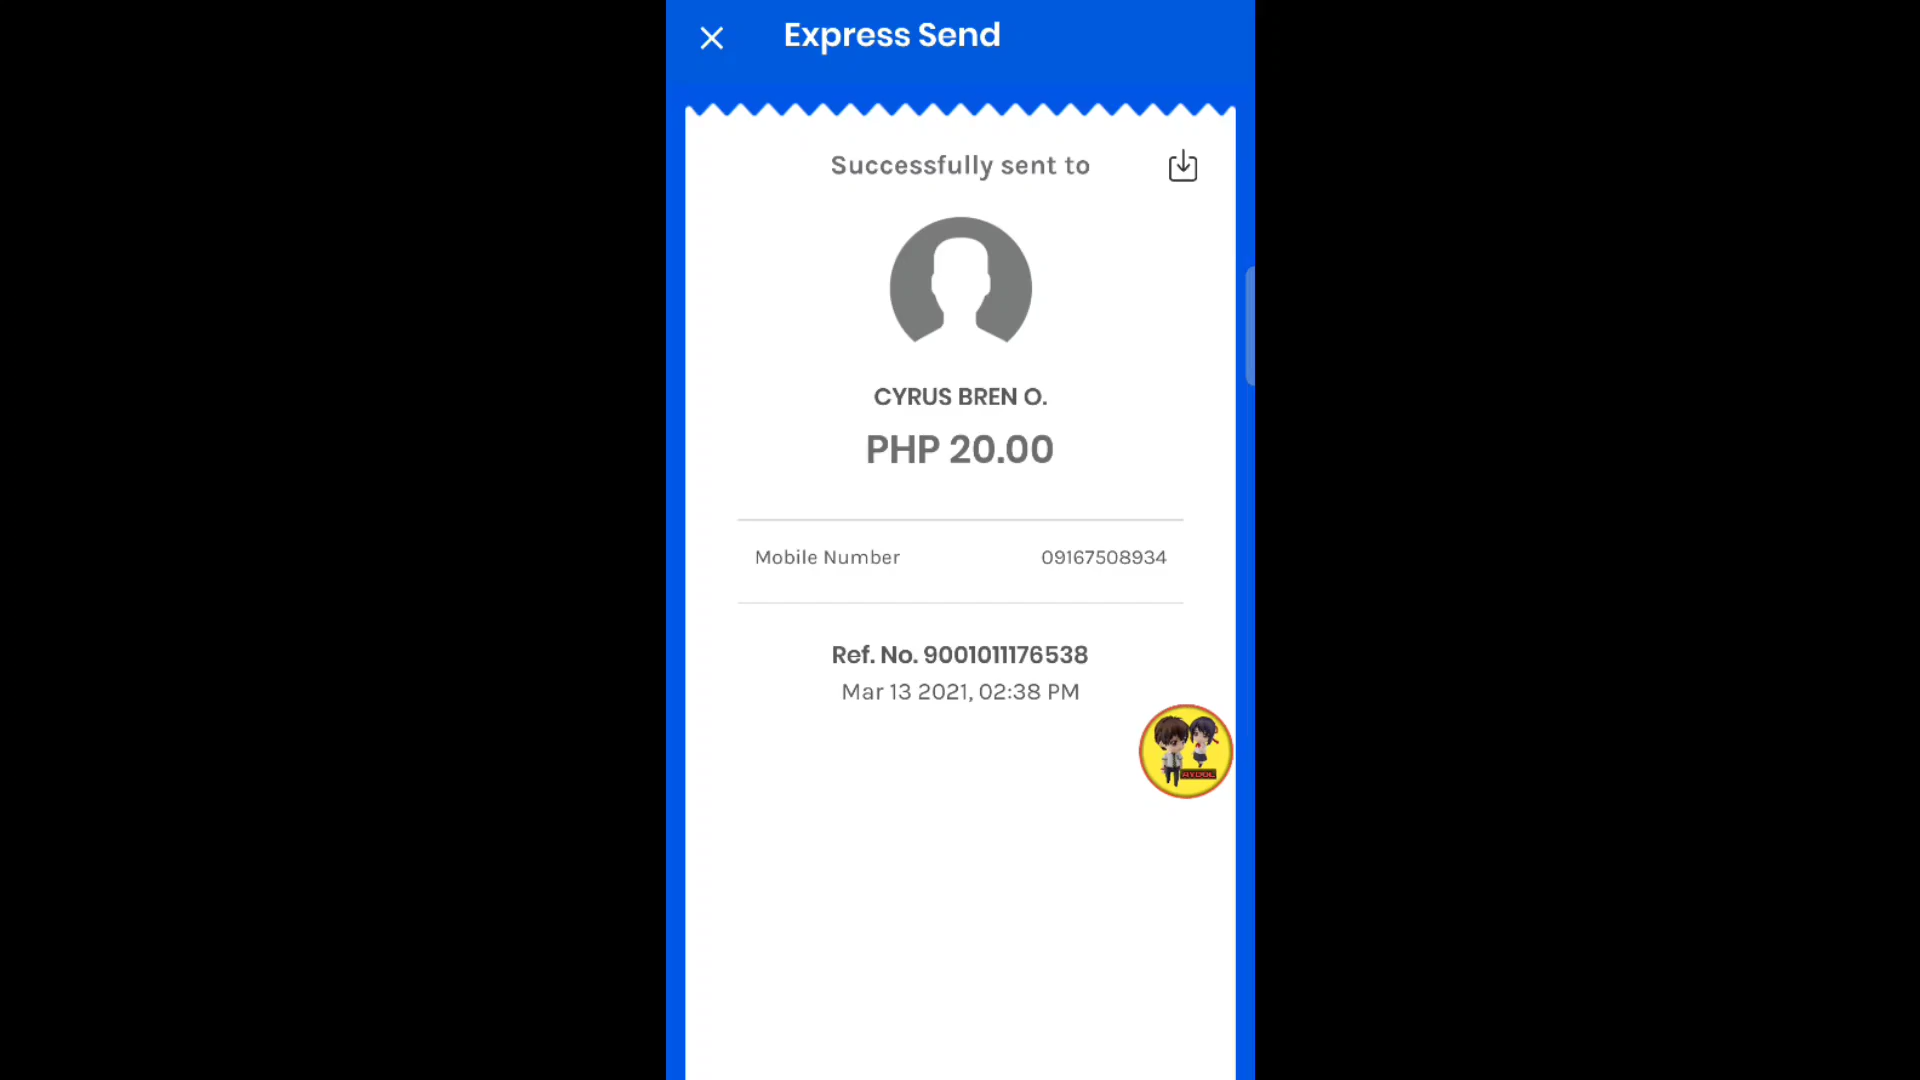 Express Send
Successfully sent to
CYRUS BREN O.
PHP 20.00
Mobile Number 09167508934
Ref. No. 9001011176538
Mar 13 2021, 02:38 PM